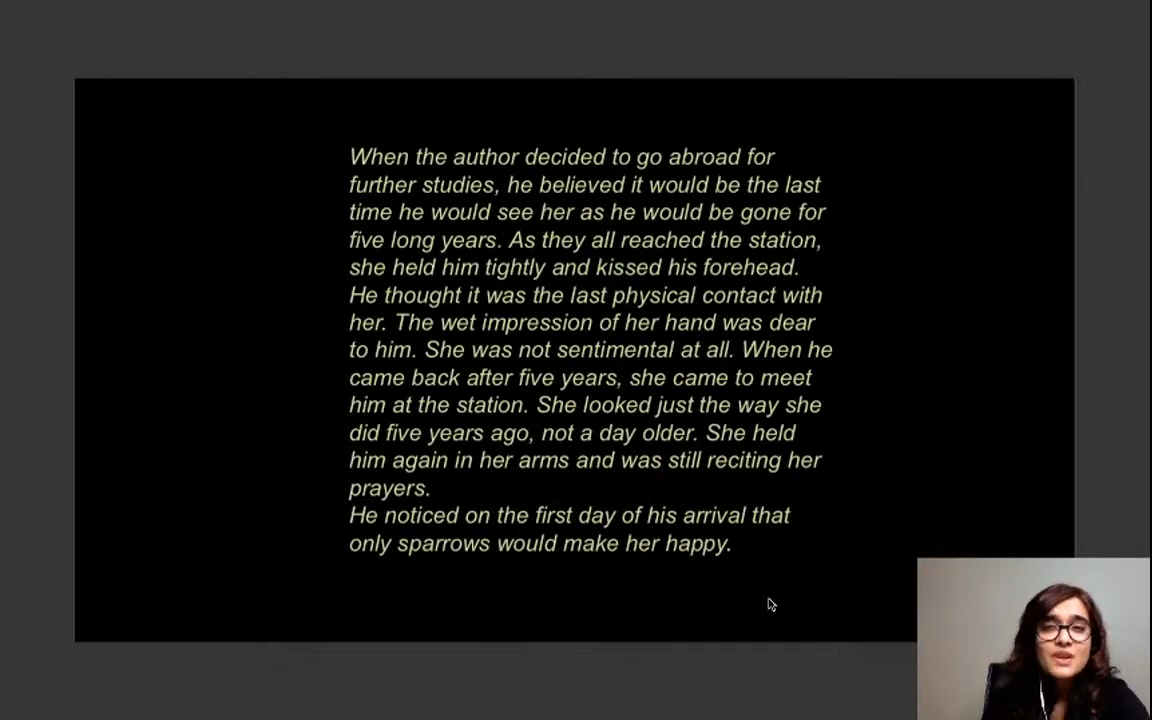 When the author decided to go abroad for
further studies, he believed it would be the last
time he would see her as he would be gone for
five long years. As they all reached the station,
she held him tightly and kissed his forehead.
He thought it was the last physical contact with
her. The wet impression of her hand was dear
to him. She was not sentimental at all. When he
came back after five years, she came to meet
him at the station. She looked just the way she
did five years ago, not a day older. She held
him again in her arms and was still reciting her
prayers.
He noticed on the first day of his arrival that
only sparrows would make her happy.